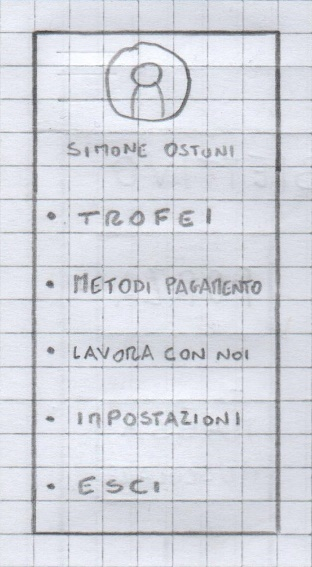 SIMONE OSTUNI
• TROFEI
• METODI PAGAMENTO
• LAVORA CON NOI
• IMPOSTAZIONI
• ESCI